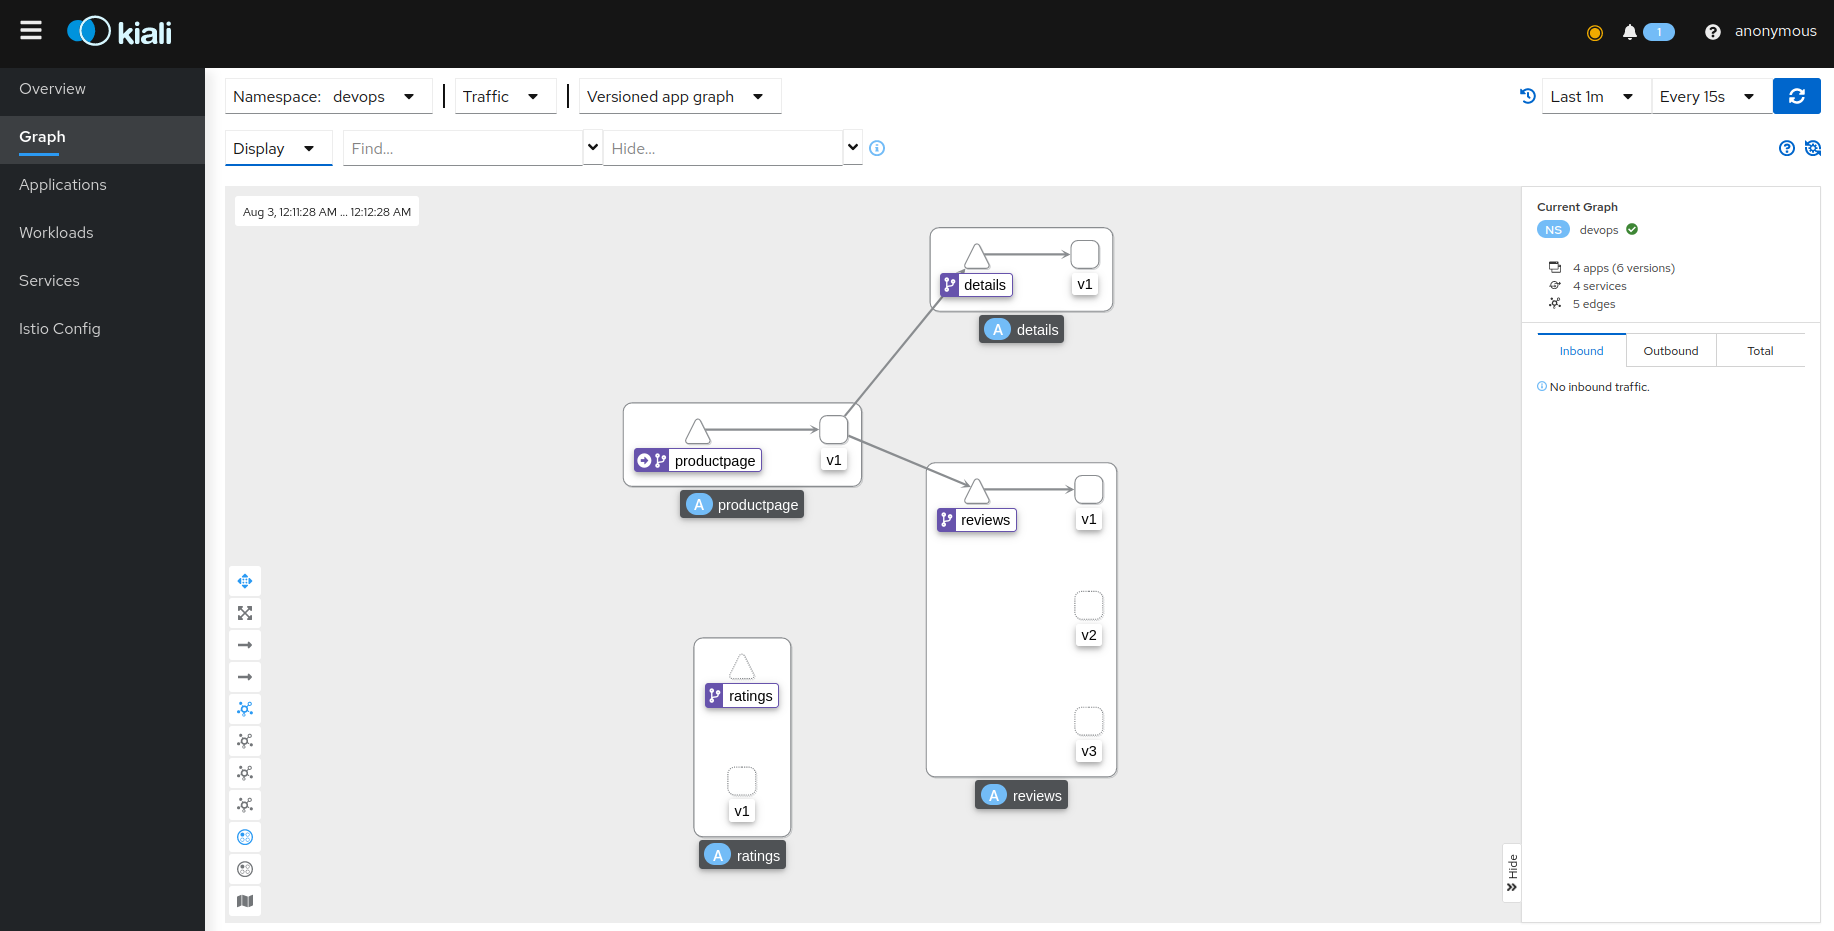 kiali
1
anonymous
Overview
Graph
Applications
Workloads
Services
Istio Config
Namespace: devops
Traffic
Versioned app graph
Last 1m
Every 15s
Display
Find...
Hide...
Aug 3, 12:11:28 AM ... 12:12:28 AM
details
v1
A details
productpage
v1
A productpage
reviews
v1
v2
v3
A reviews
ratings
v1
A ratings
Hide
Current Graph
NS devops
4 apps (6 versions)
4 services
5 edges
Inbound
Outbound
Total
No inbound traffic.